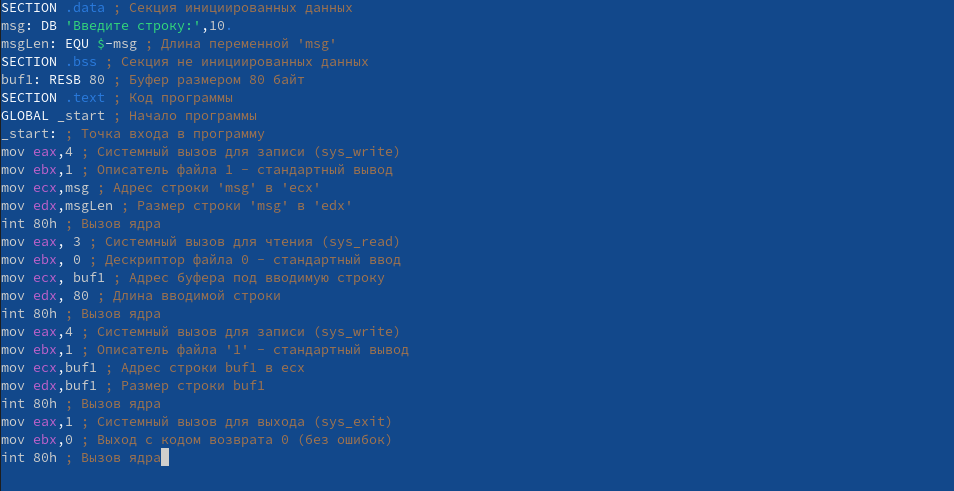 SECTION .data ; Секция инициированных данных
msg: DB 'Введите строку:',10.
msgLen: EQU $-msg ; Длина переменной 'msg'
SECTION .bss ; Секция не инициированных данных
buf1: RESB 80 ; Буфер размером 80 байт
SECTION .text ; Код программы
GLOBAL _start ; Начало программы
_start: ; Точка входа в программу
mov eax,4 ; Системный вызов для записи (sys_write)
mov ebx,1 ; Описатель файла 1 - стандартный вывод
mov ecx,msg ; Адрес строки 'msg' в 'ecx'
mov edx,msgLen ; Размер строки 'msg' в 'edx'
int 80h ; Вызов ядра
mov eax, 3 ; Системный вызов для чтения (sys_read)
mov ebx, 0 ; Дескриптор файла 0 - стандартный ввод
mov ecx, buf1 ; Адрес буфера под вводимую строку
mov edx, 80 ; Длина вводимой строки
int 80h ; Вызов ядра
mov eax,4 ; Системный вызов для записи (sys_write)
mov ebx,1 ; Описатель файла '1' - стандартный вывод
mov ecx,buf1 ; Адрес строки buf1 в ecx
mov edx,buf1 ; Размер строки buf1
int 80h ; Вызов ядра
mov eax,1 ; Системный вызов для выхода (sys_exit)
mov ebx,0 ; Выход с кодом возврата 0 (без ошибок)
int 80h ; Вызов ядра